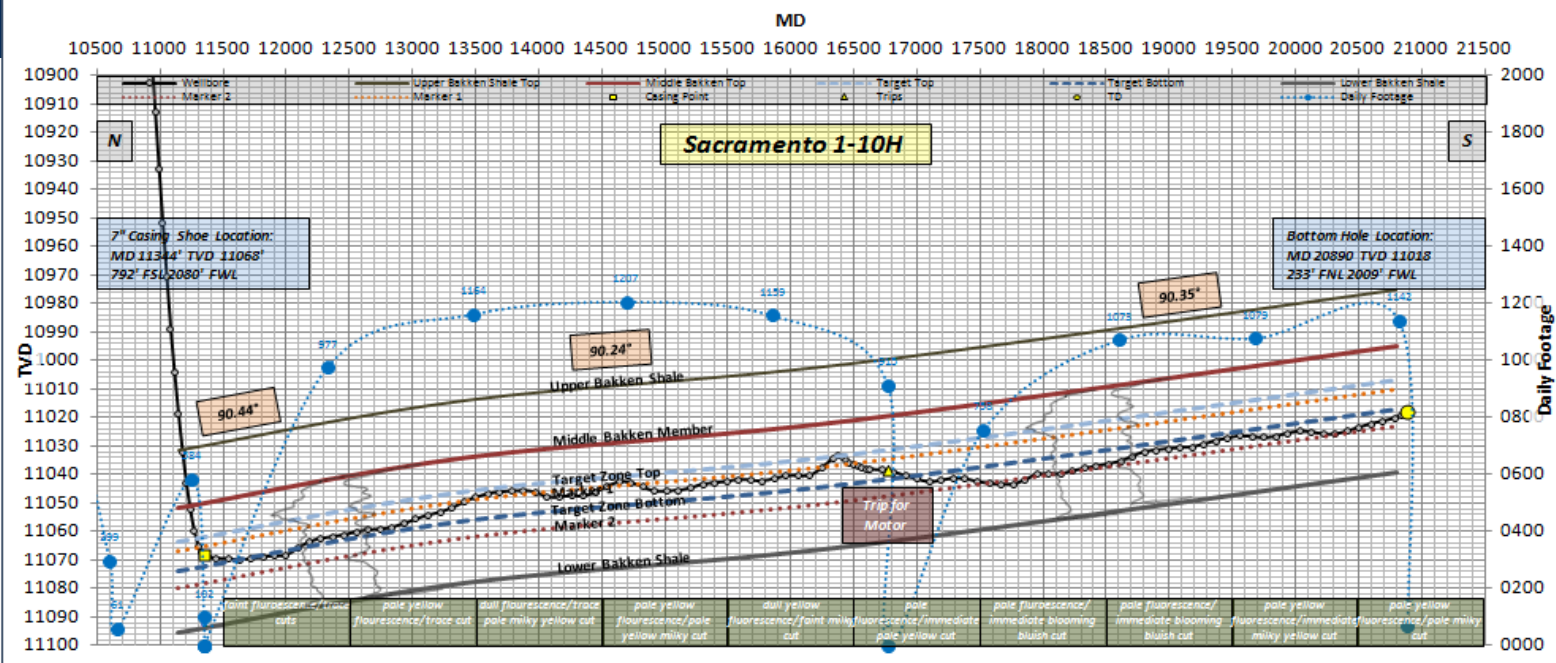 MD
10500 11000 11500 12000 12500 13000 13500 14000 14500 15000 15500 16000 16500 17000 17500 18000 18500 19000 19500 20000 20500 21000 21500
Wellbore Upper Bakken Shale Top Middle Bakken Top Target Top Target Bottom Lower Bakken Shale
Marker 2 Marker 1 Casing Point Trips TD Daily Footage
10900 2000
10910
10920 1800
10930
10940 1600
10950
10960 1400
10970
10980 1200
10990
11000 1000
11010
11020 0800
11030
11040 0600
11050
11060 0400
11070
11080 0200
11090
11100 0000
TVD
Daily Footage
N
Sacramento 1-10H
S
7" Casing Shoe Location:
MD 11344' TVD 11068'
792' FSL 2080' FWL
Bottom Hole Location:
MD 20890 TVD 11018
233' FNL 2009' FWL
90.44°
90.24°
90.35°
61
102
977
1164
1207
1159
1073
1079
1142
Upper Bakken Shale
Middle Bakken Member
Target Zone Top
Marker 1
Target Zone Bottom
Marker 2
Lower Bakken Shale
Trip for
Motor
cuts
pale yellow
flourescence/trace cut
dull flourescence/trace
pale milky yellow cut
pale yellow
flourescence/pale
yellow milky cut
dull yellow
fluorescence/faint milky
cut
pale
fluorescence/immediate
pale yellow cut
pale fluroescence/
immediate blooming
bluish cut
pale fluorescence/
immediate blooming
bluish cut
pale yellow
fluorescence/immediate
milky yellow cut
pale yellow
fluorescence/pale milky
cut